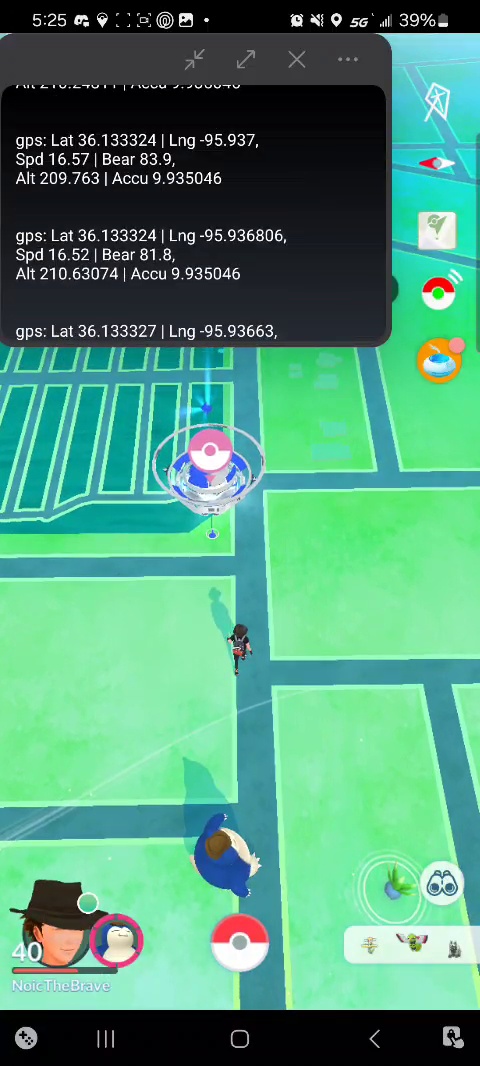 5:25
5G
39%
gps: Lat 36.133324 | Lng -95.937,
Spd 16.57 | Bear 83.9,
Alt 209.763 | Accu 9.935046
gps: Lat 36.133324 | Lng -95.936806,
Spd 16.52 | Bear 81.8,
Alt 210.63074 | Accu 9.935046
gps: Lat 36.133327 | Lng -95.93663,
40
NoicTheBrave